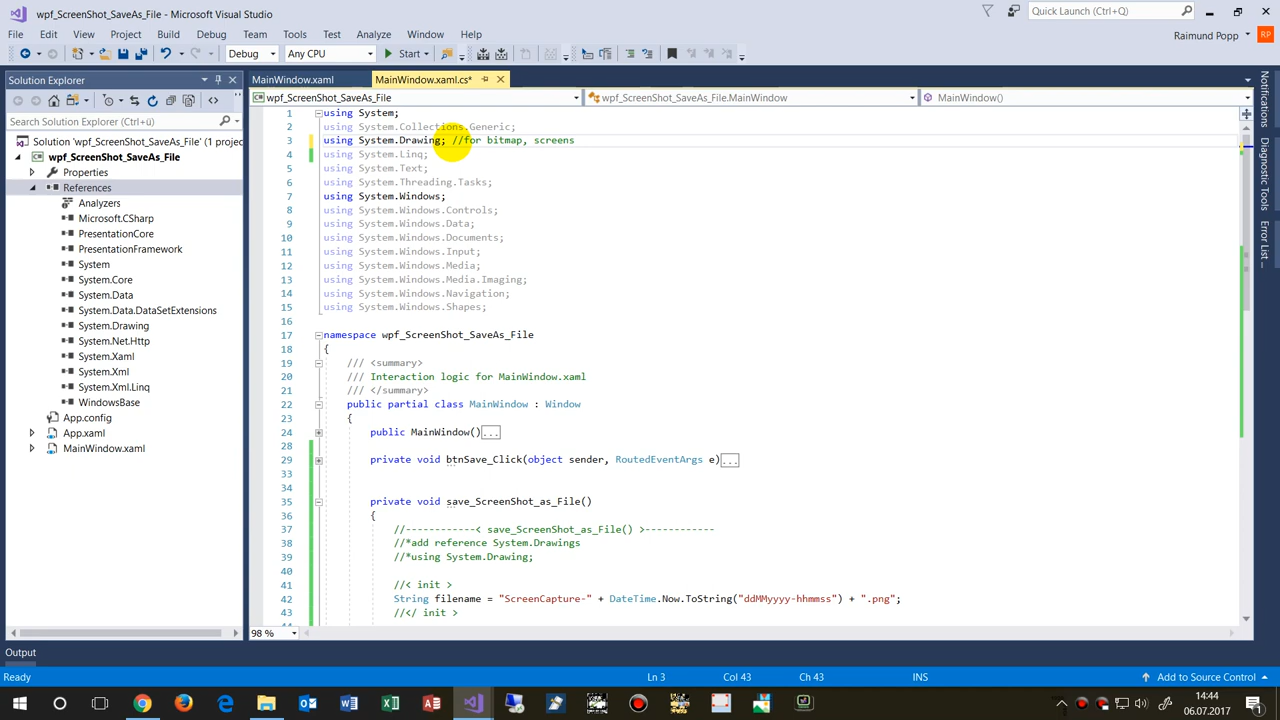 wpf_ScreenShot_SaveAs_File - Microsoft Visual Studio
Quick Launch (Ctrl+Q)
File Edit View Project Build Debug Team Tools Test Analyze Window Help
Raimund Popp RP
Debug Any CPU Start
Solution Explorer
MainWindow.xaml MainWindow.xaml.cs*
wpf_ScreenShot_SaveAs_File wpf_ScreenShot_SaveAs_File.MainWindow MainWindow()
Search Solution Explorer (Ctrl+ü)
Solution 'wpf_ScreenShot_SaveAs_File' (1 projec
wpf_ScreenShot_SaveAs_File
Properties
References
Analyzers
Microsoft.CSharp
PresentationCore
PresentationFramework
System
System.Core
System.Data
System.Data.DataSetExtensions
System.Drawing
System.Net.Http
System.Xaml
System.Xml
System.Xml.Linq
WindowsBase
App.config
App.xaml
MainWindow.xaml
1 using System;
2 using System.Collections.Generic;
3 using System.Drawing; //for bitmap, screens
4 using System.Linq;
5 using System.Text;
6 using System.Threading.Tasks;
7 using System.Windows;
8 using System.Windows.Controls;
9 using System.Windows.Data;
10 using System.Windows.Documents;
11 using System.Windows.Input;
12 using System.Windows.Media;
13 using System.Windows.Media.Imaging;
14 using System.Windows.Navigation;
15 using System.Windows.Shapes;
16
17 namespace wpf_ScreenShot_SaveAs_File
18 {
19 /// <summary>
20 /// Interaction logic for MainWindow.xaml
21 /// </summary>
22 public partial class MainWindow : Window
23 {
24 public MainWindow()...
28
29 private void btnSave_Click(object sender, RoutedEventArgs e)...
33
34
35 private void save_ScreenShot_as_File()
36 {
37 //------------< save_ScreenShot_as_File() >------------
38 //*add reference System.Drawings
39 //*using System.Drawing;
40
41 //< init >
42 String filename = "ScreenCapture-" + DateTime.Now.ToString("ddMMyyyy-hhmmss") + ".png";
43 //</ init >
98 %
Notifications
Diagnostic Tools
Error List ...
Output
Ready Ln 3 Col 43 Ch 43 INS Add to Source Control
14:44
06.07.2017